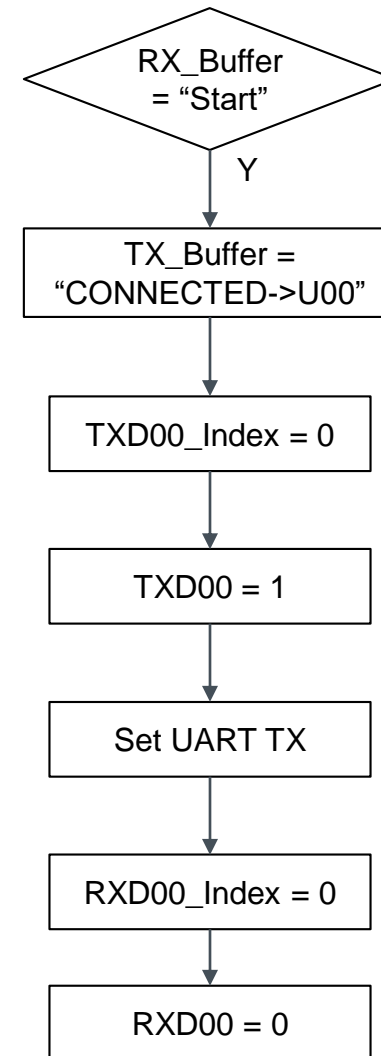 RX_Buffer
= “Start”
Y
TX_Buffer =
“CONNECTED->U00”
TXD00_Index = 0
TXD00 = 1
Set UART TX
RXD00_Index = 0
RXD00 = 0